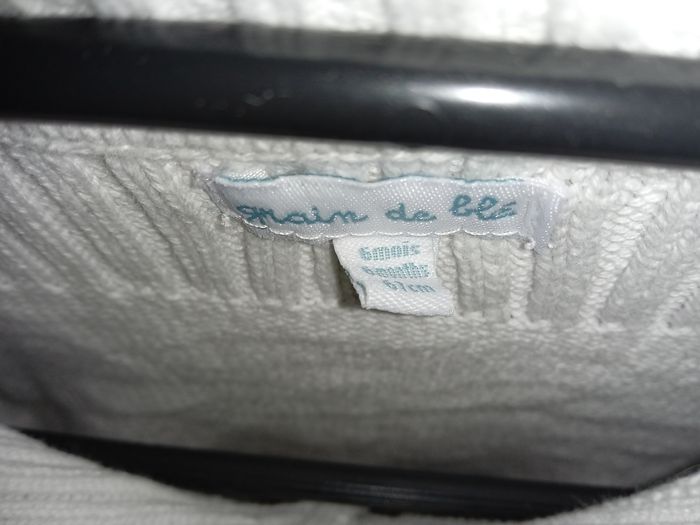 grain de blé
6mois
6months
67cm